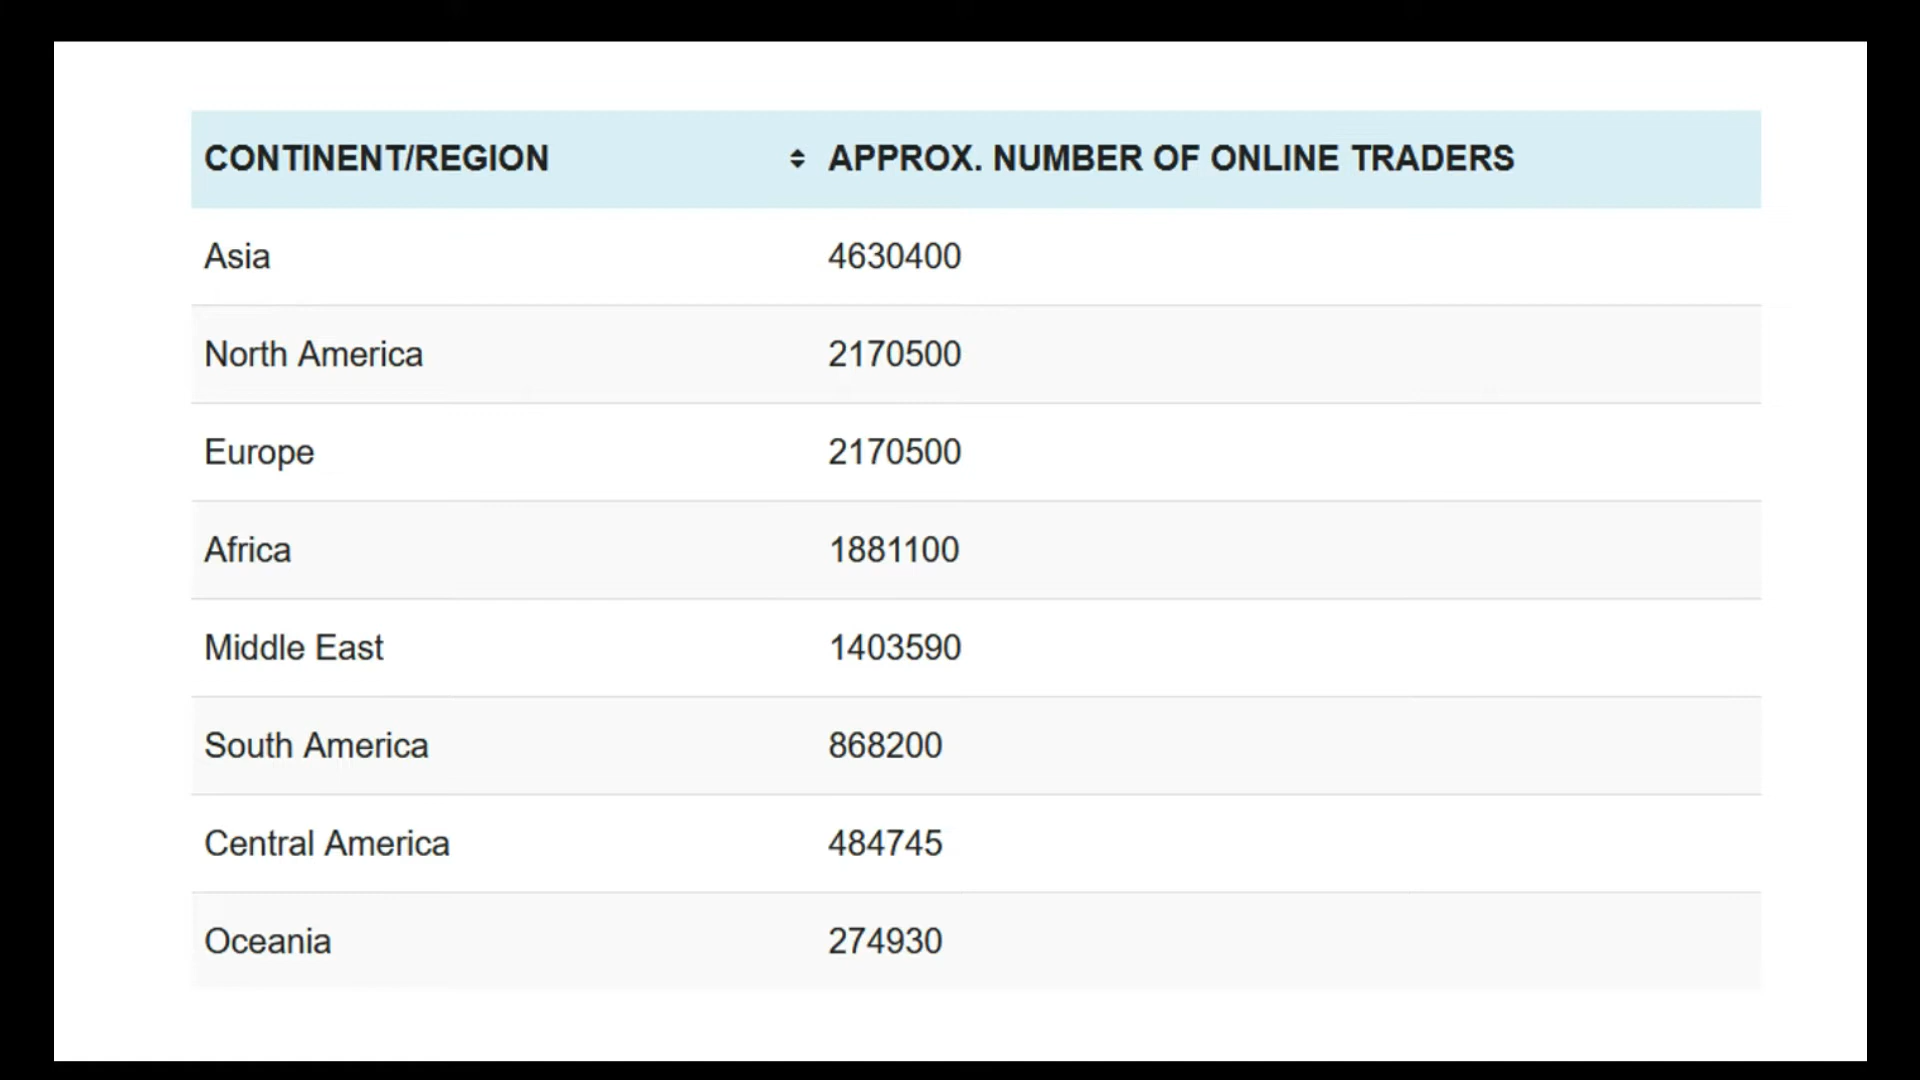 CONTINENT/REGION APPROX. NUMBER OF ONLINE TRADERS
Asia 4630400
North America 2170500
Europe 2170500
Africa 1881100
Middle East 1403590
South America 868200
Central America 484745
Oceania 274930